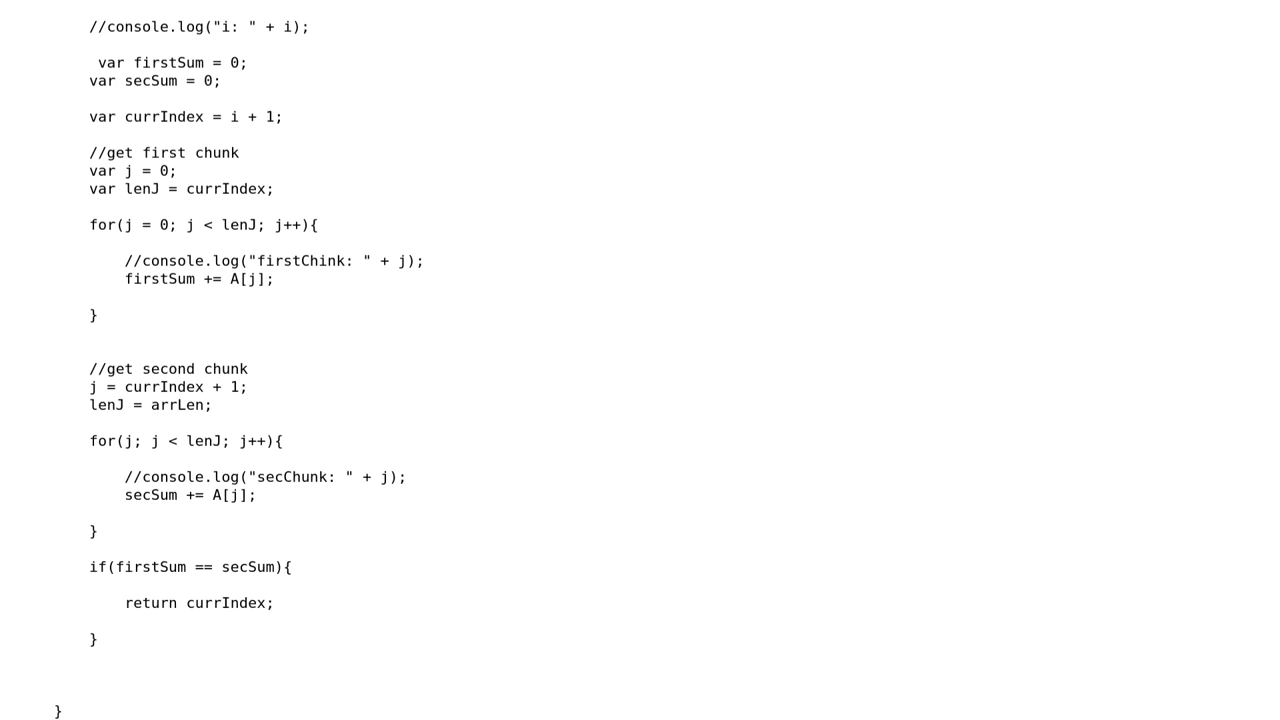 //console.log("i: " + i);
var firstSum = 0;
var secSum = 0;
var currIndex = i + 1;
//get first chunk
var j = 0;
var lenJ = currIndex;
for(j = 0; j < lenJ; j++){
//console.log("firstChink: " + j);
firstSum += A[j];
}
//get second chunk
j = currIndex + 1;
lenJ = arrLen;
for(j; j < lenJ; j++){
//console.log("secChunk: " + j);
secSum += A[j];
}
if(firstSum == secSum){
return currIndex;
}
}